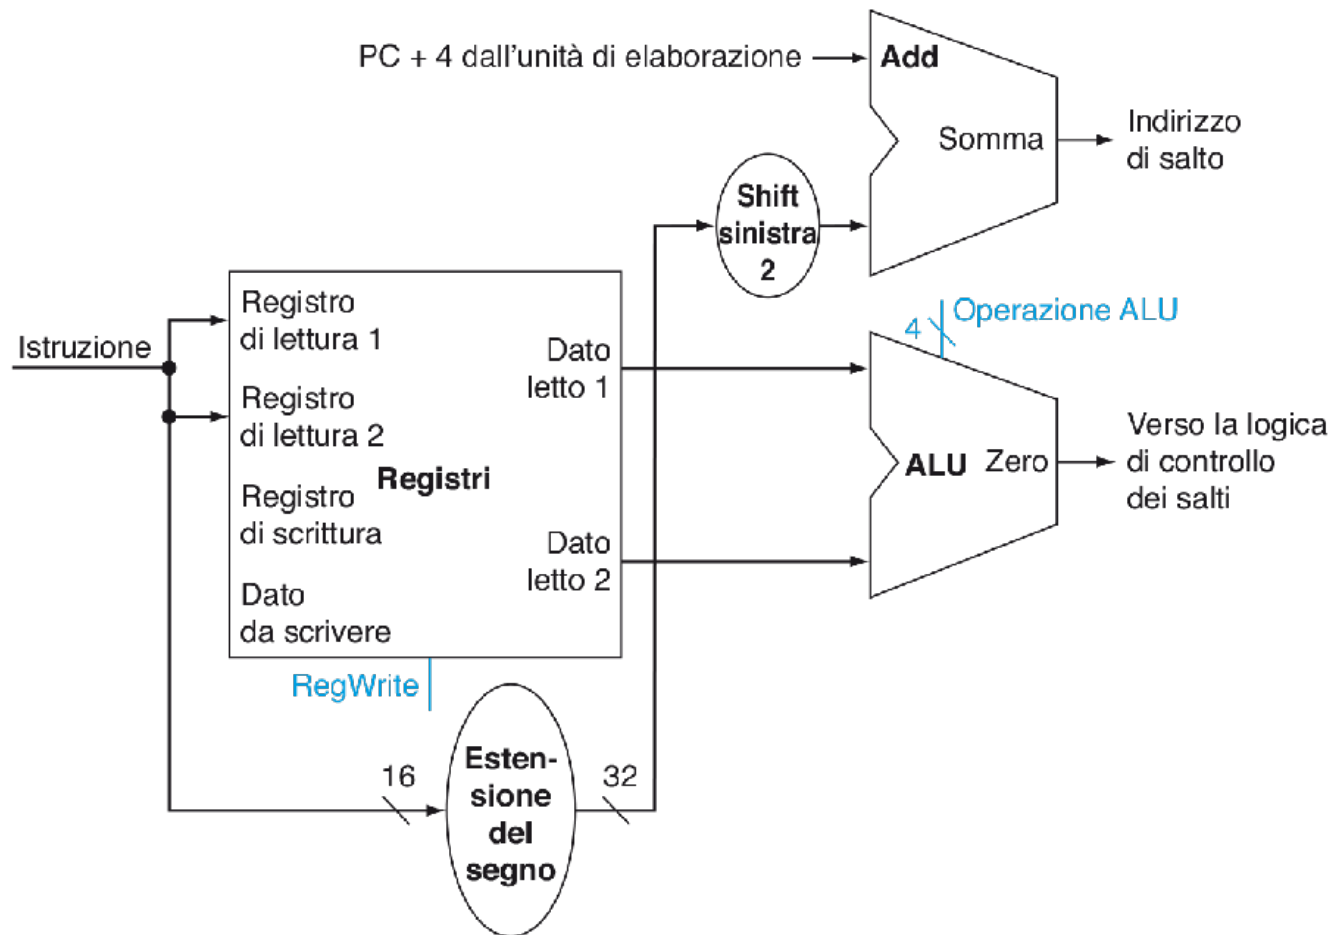 PC + 4 dall'unità di elaborazione
Add
Somma
Indirizzo
di salto
Shift
sinistra
2
Istruzione
Registro
di lettura 1
Registro
di lettura 2
Registri
Registro
di scrittura
Dato
da scrivere
Dato
letto 1
Dato
letto 2
RegWrite
4
Operazione ALU
ALU
Zero
Verso la logica
di controllo
dei salti
16
Esten-
sione
del
segno
32